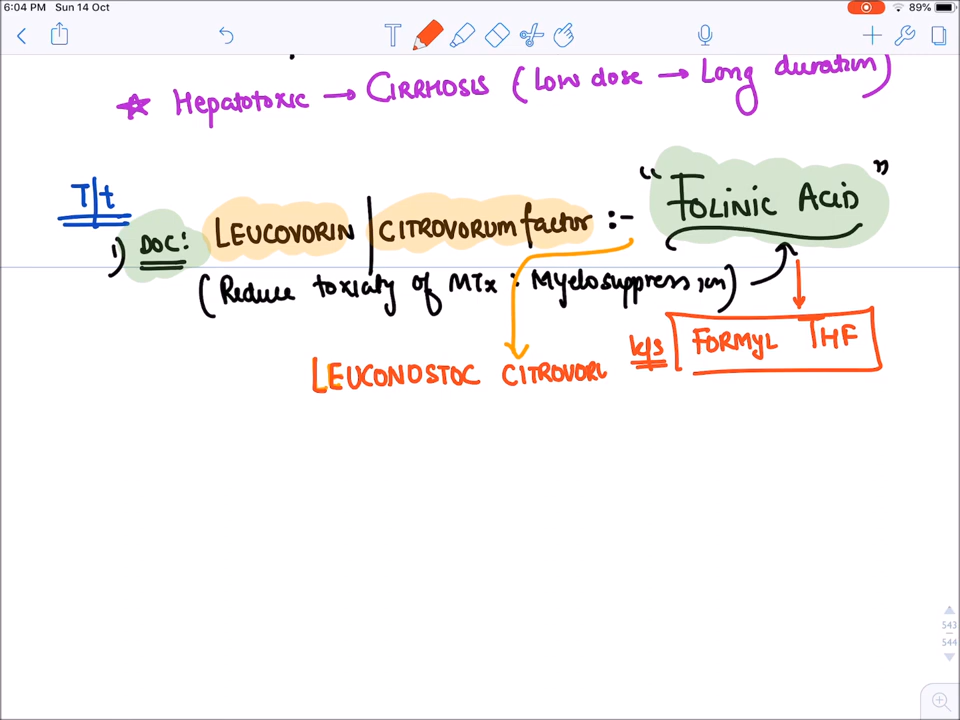 6:04 PM Sun 14 Oct 89%
T
★ Hepatotoxic → CIRRHOSIS (Low dose → Long duration)
T/t
1) DOC: LEUCOVORIN | CITROVORUM factor :- "FOLINIC ACID"
(Reduce toxicity of MTx : Myelosuppression)
k/s FORMYL THF
LEUCONOSTOC CITROVORU
543
544